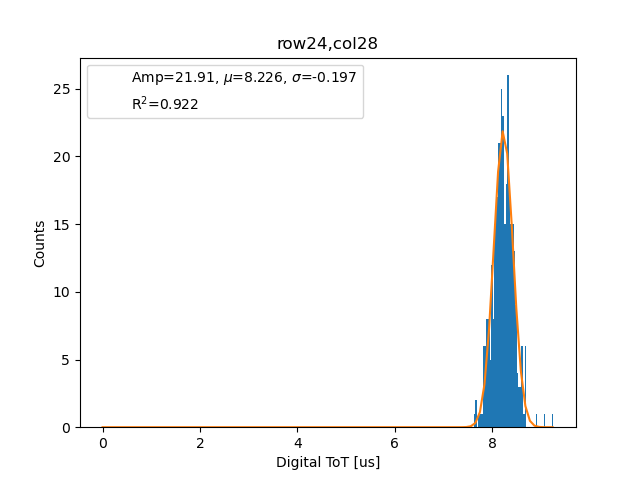 row24,col28
Amp=21.91, μ=8.226, σ=-0.197
R²=0.922
25
20
15
10
5
0
Counts
0 2 4 6 8
Digital ToT [us]